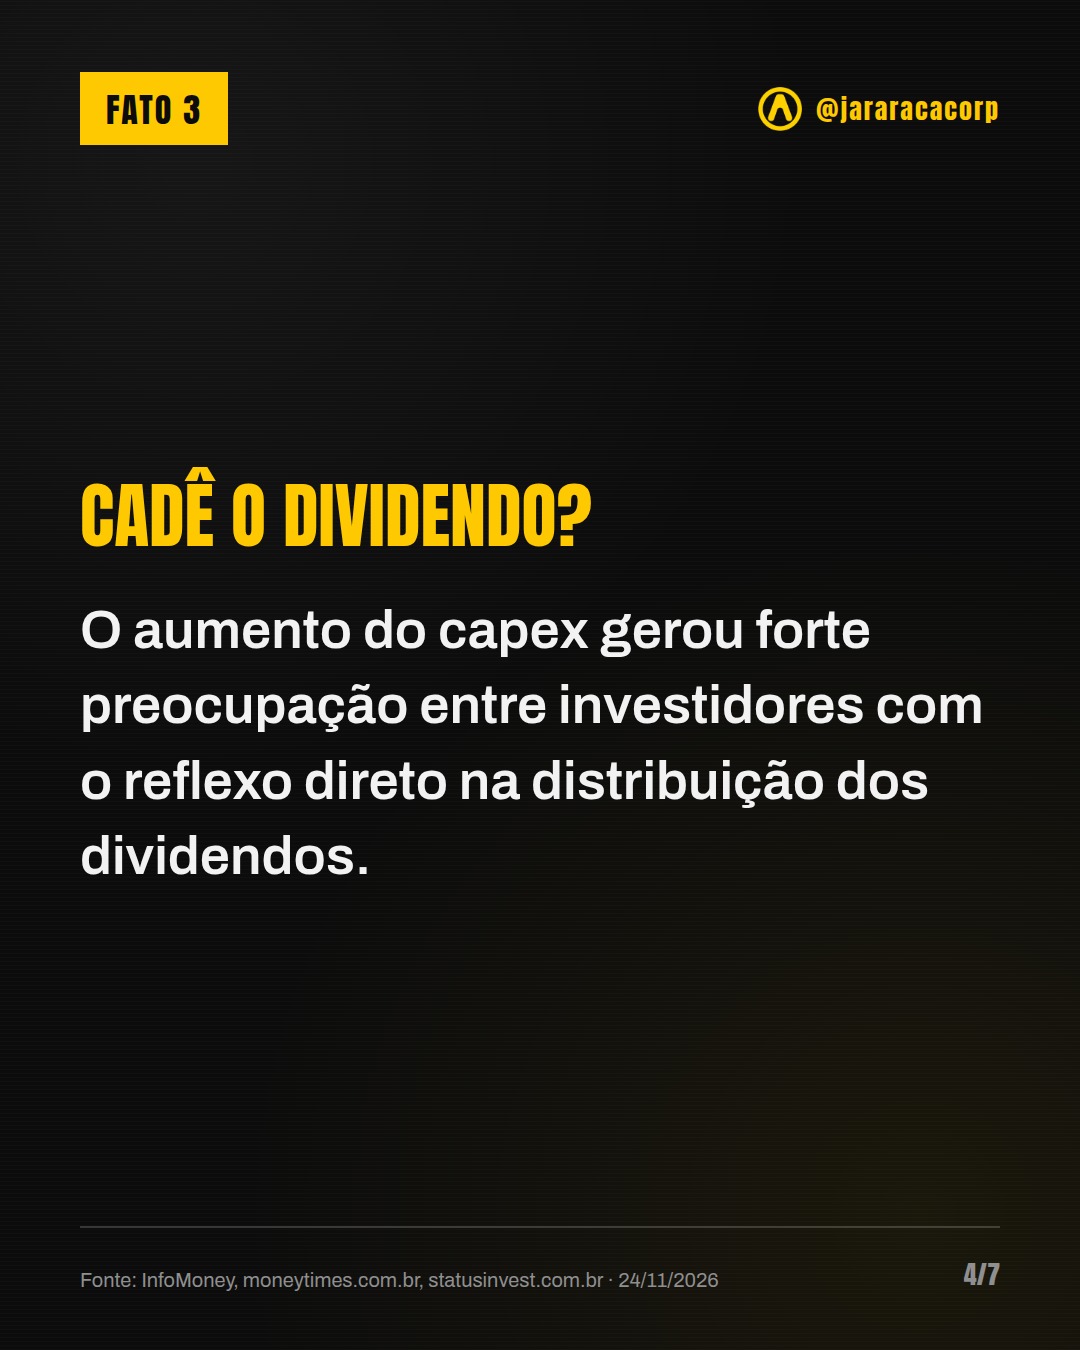 FATO 3
@jararacacorp
CADÊ O DIVIDENDO?
O aumento do capex gerou forte
preocupação entre investidores com
o reflexo direto na distribuição dos
dividendos.
Fonte: InfoMoney, moneytimes.com.br, statusinvest.com.br · 24/11/2026
4/7